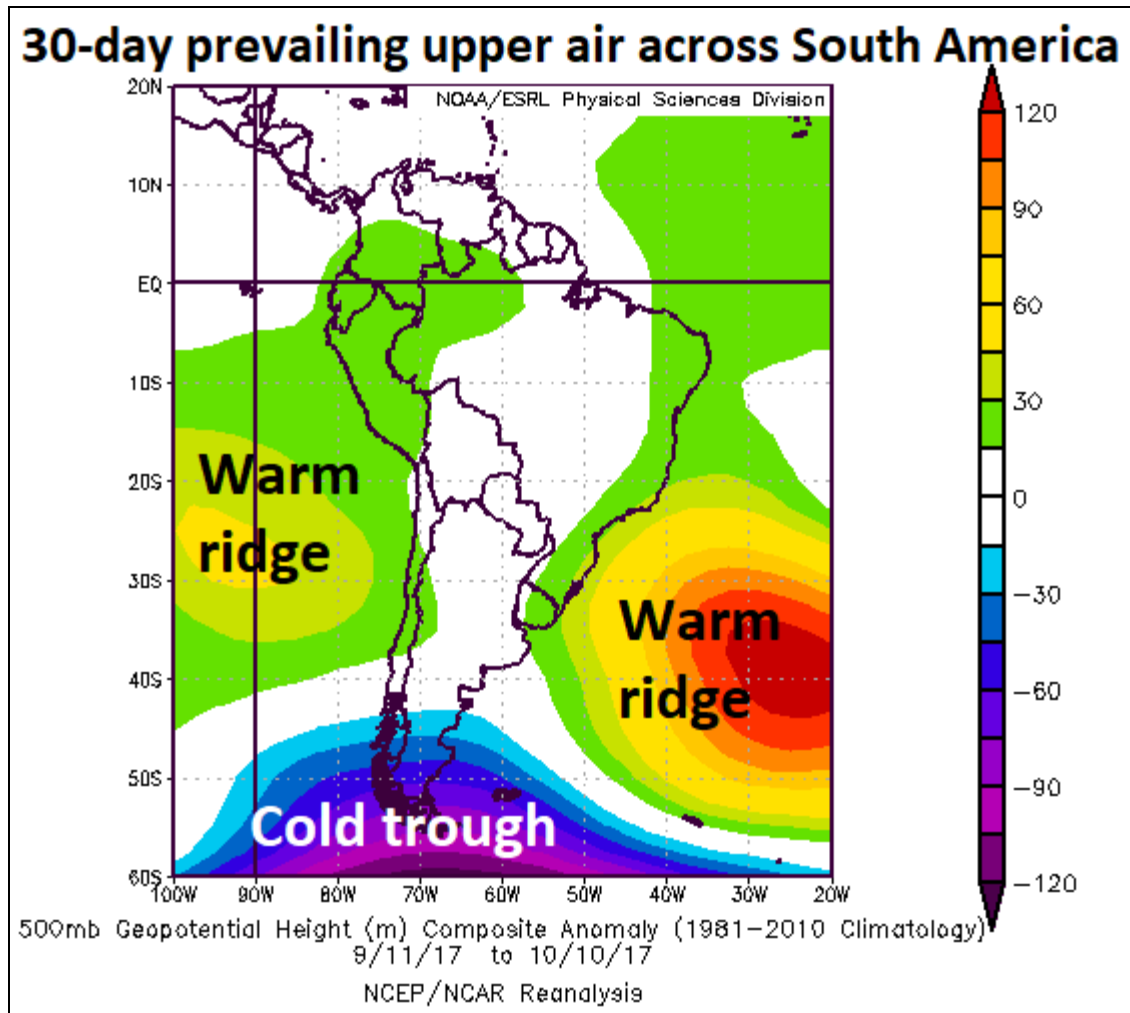 30-day prevailing upper air across South America
NOAA/ESRL Physical Sciences Division
20N
10N
EQ
10S
20S
30S
40S
50S
60S
100W 90W 80W 70W 60W 50W 40W 30W 20W
Warm
ridge
Warm
ridge
Cold trough
120
90
60
30
0
-30
-60
-90
-120
500mb Geopotential Height (m) Composite Anomaly (1981-2010 Climatology)
9/11/17 to 10/10/17
NCEP/NCAR Reanalysis